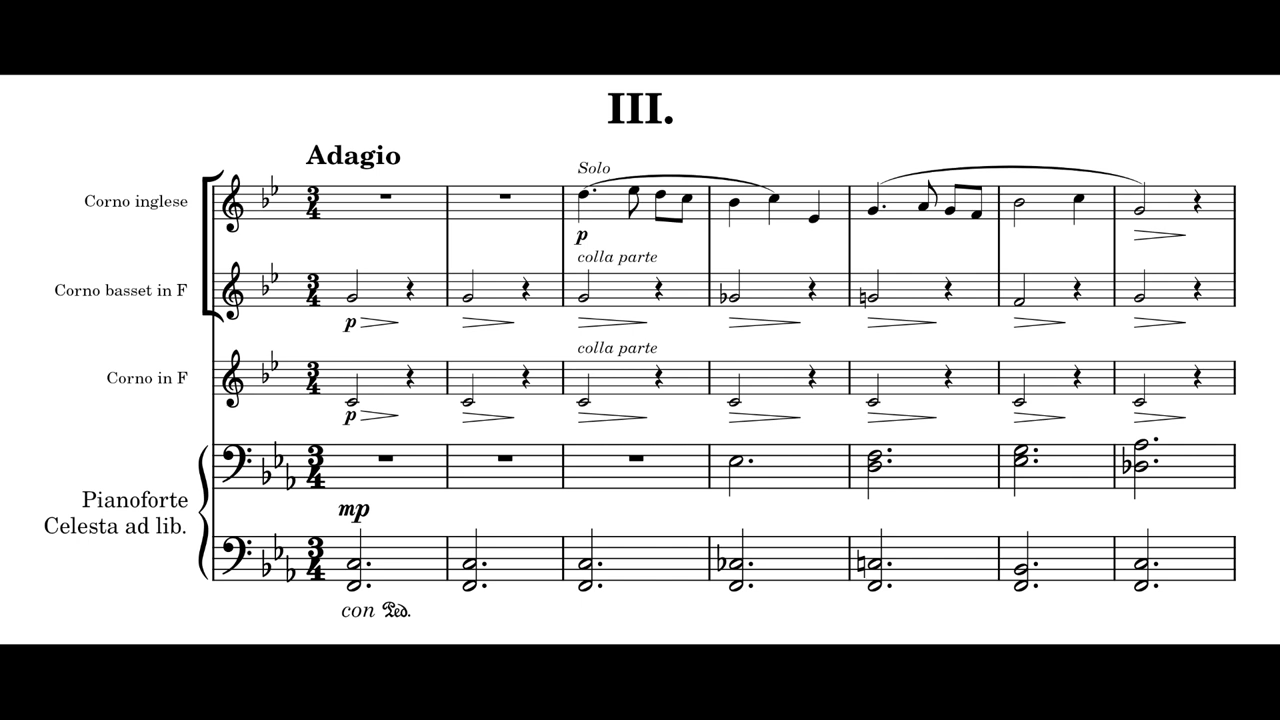 III.
Adagio
Solo
Corno inglese
p
colla parte
Corno basset in F
p
colla parte
Corno in F
p
Pianoforte
Celesta ad lib.
mp
con Ped.